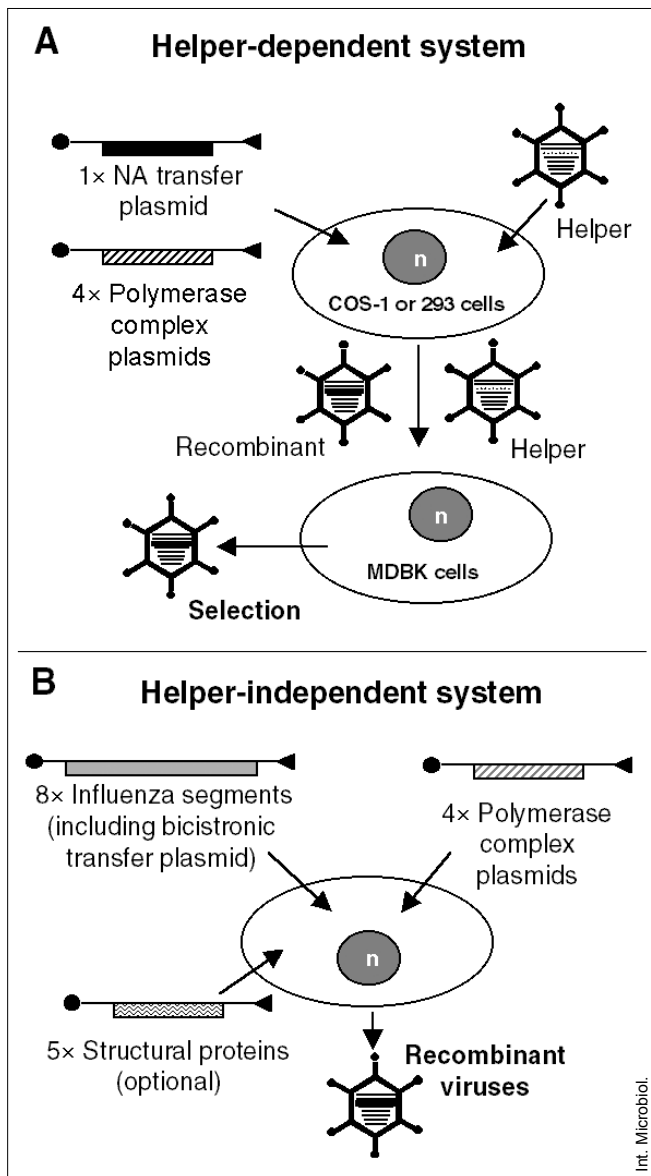 A
Helper-dependent system
1× NA transfer
plasmid
Helper
4× Polymerase
complex
plasmids
n
COS-1 or 293 cells
Recombinant
Helper
n
MDBK cells
Selection
B
Helper-independent system
8× Influenza segments
(including bicistronic
transfer plasmid)
4× Polymerase
complex
plasmids
n
5× Structural proteins
(optional)
Recombinant
viruses
Int. Microbiol.